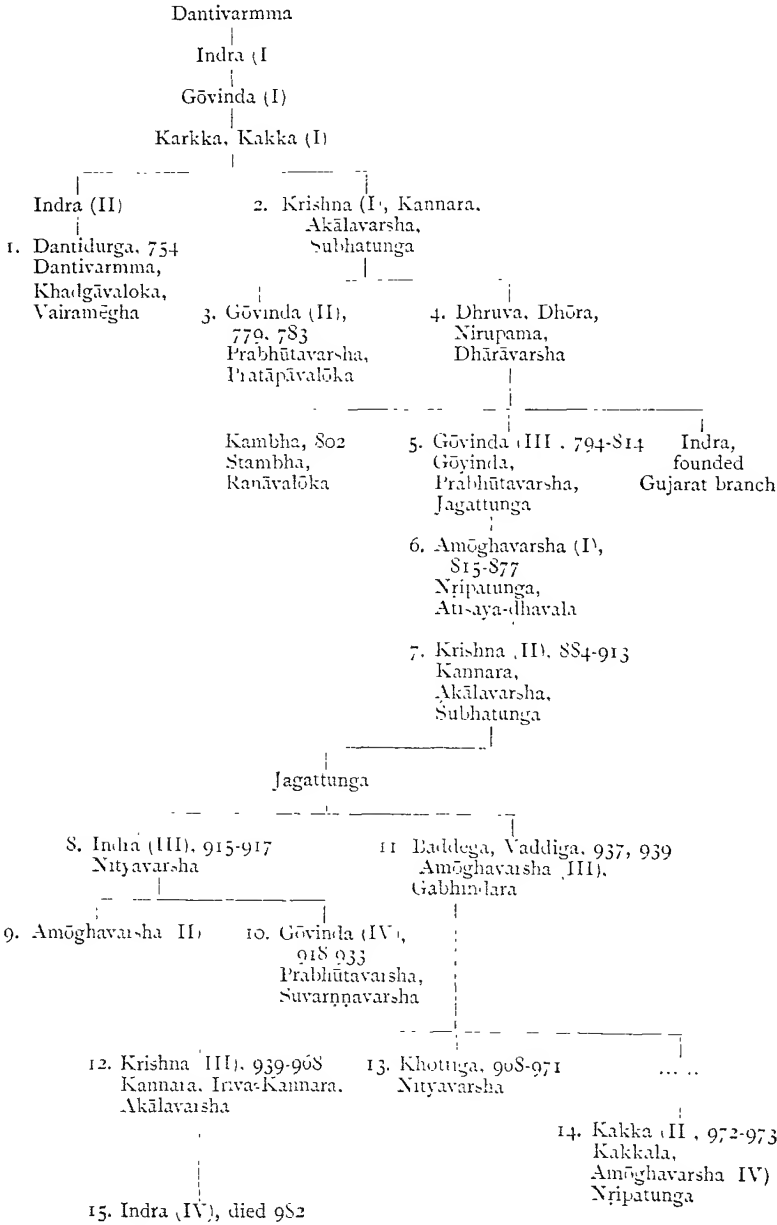 Dantivarmma
Indra (I
Gōvinda (I)
Karkka, Kakka (I)
Indra (II)
1. Dantidurga, 754
Dantivarmma,
Khadgāvaloka,
Vairamēgha
2. Krishna (I), Kannara,
Akālavarsha,
Subhatunga
3. Gōvinda (II),
779, 783
Prabhūtavarsha,
Pratāpāvalōka
4. Dhruva, Dhōra,
Nirupama,
Dhārāvarsha
Kambha, 802
Stambha,
Ranāvalōka
5. Gōvinda (III), 794-814
Gōyinda,
Prabhūtavarsha,
Jagattunga
Indra,
founded
Gujarat branch
6. Amōghavarsha (I),
815-877
Nṛipatunga,
Atisaya-dhavala
7. Krishna (II), 884-913
Kannara,
Akālavarsha,
Subhatunga
Jagattunga
8. Indra (III), 915-917
Nityavarsha
11 Baddega, Vaddiga, 937, 939
Amōghavarsha (III),
Gabhindara
9. Amōghavarsha II)
10. Gōvinda (IV),
918-933
Prabhūtavarsha,
Suvarṇṇavarsha
12. Krishna (III), 939-968
Kannara, Iriva-Kannara,
Akālavarsha
13. Khottiga, 968-971
Nityavarsha
.. ..
14. Kakka (II), 972-973
Kakkala,
Amōghavarsha IV)
Nṛipatunga
15. Indra (IV), died 982